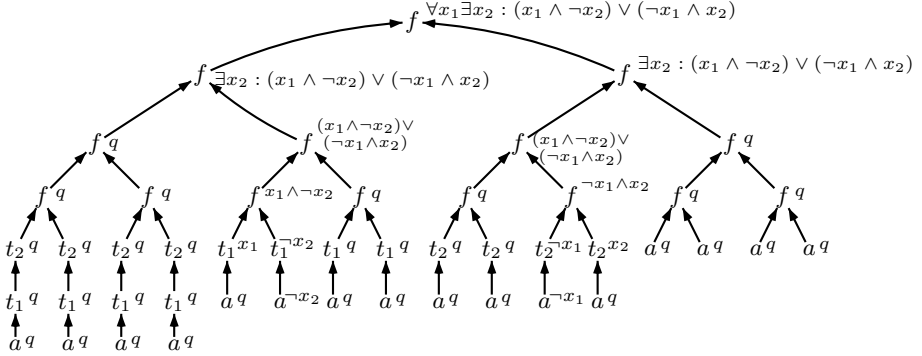 f ∀x₁∃x₂ : (x₁ ∧ ¬x₂) ∨ (¬x₁ ∧ x₂)
f ∃x₂ : (x₁ ∧ ¬x₂) ∨ (¬x₁ ∧ x₂) f ∃x₂ : (x₁ ∧ ¬x₂) ∨ (¬x₁ ∧ x₂)
f q f (x₁∧¬x₂)∨ f (x₁∧¬x₂)∨ f q
(¬x₁∧x₂) (¬x₁∧x₂)
f q f q f x₁∧¬x₂ f q f q f ¬x₁∧x₂ f q f q
t₂ q t₂ q t₂ q t₂ q t₁ x₁ t₁ ¬x₂ t₁ q t₁ q t₂ q t₂ q t₂ ¬x₁ t₂ x₂ a q a q a q a q
t₁ q t₁ q t₁ q t₁ q a q a ¬x₂ a q a q a q a q a ¬x₁ a q
a q a q a q a q